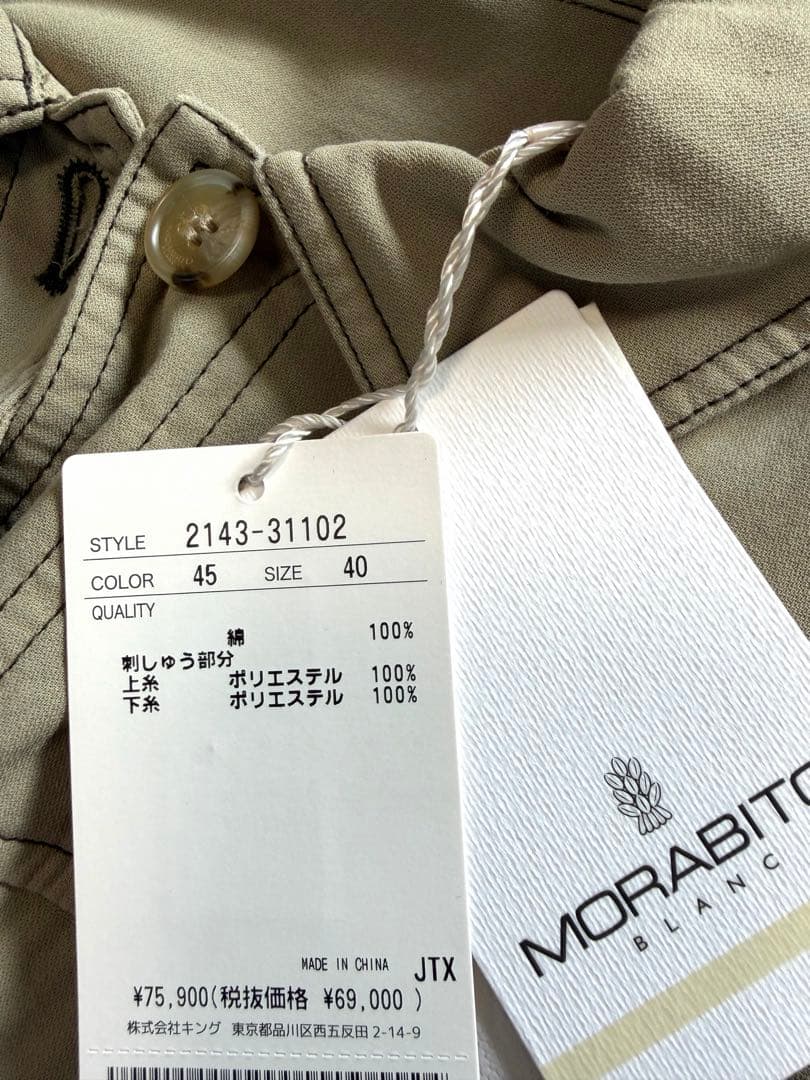 STYLE 2143-31102
COLOR 45 SIZE 40
QUALITY
綿 100%
刺しゅう部分
上糸 ポリエステル 100%
下糸 ポリエステル 100%
MADE IN CHINA JTX
¥75,900(税抜価格 ¥69,000 )
株式会社キング 東京都品川区西五反田 2-14-9
MORABITO
BLANC